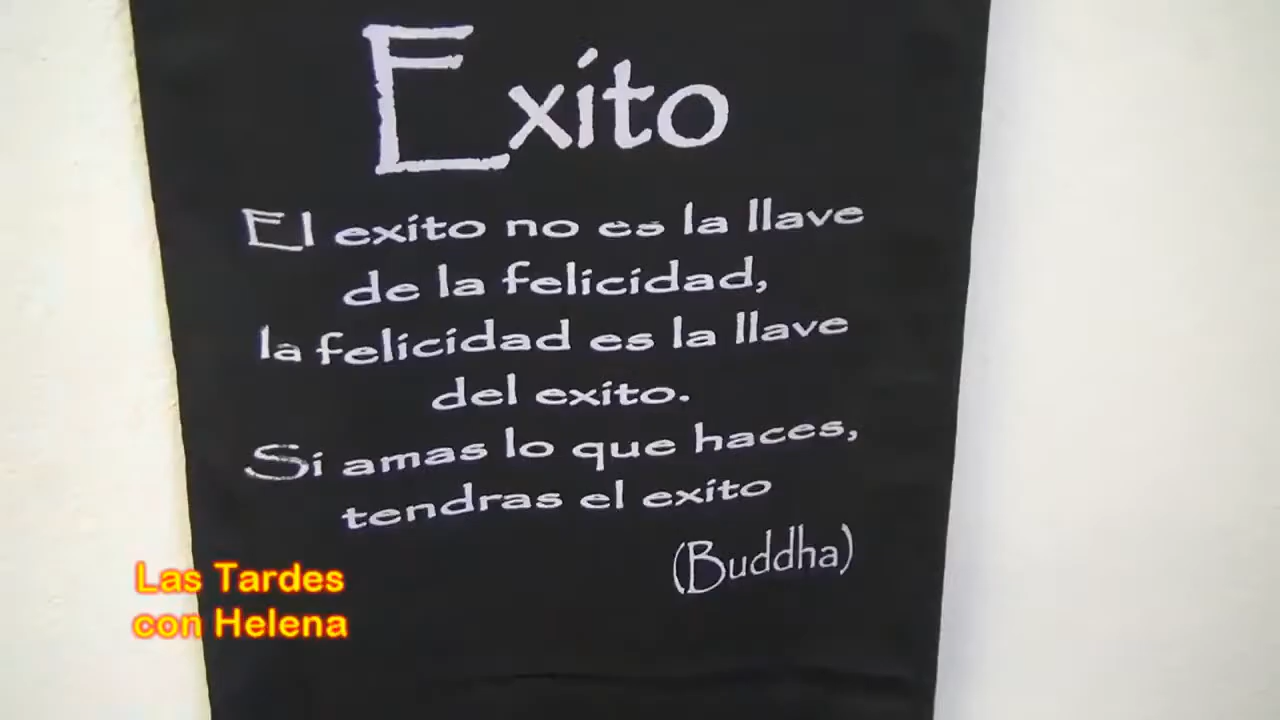 Exito
El exito no es la llave
de la felicidad,
la felicidad es la llave
del exito.
Si amas lo que haces,
tendras el exito
(Buddha)
Las Tardes
con Helena